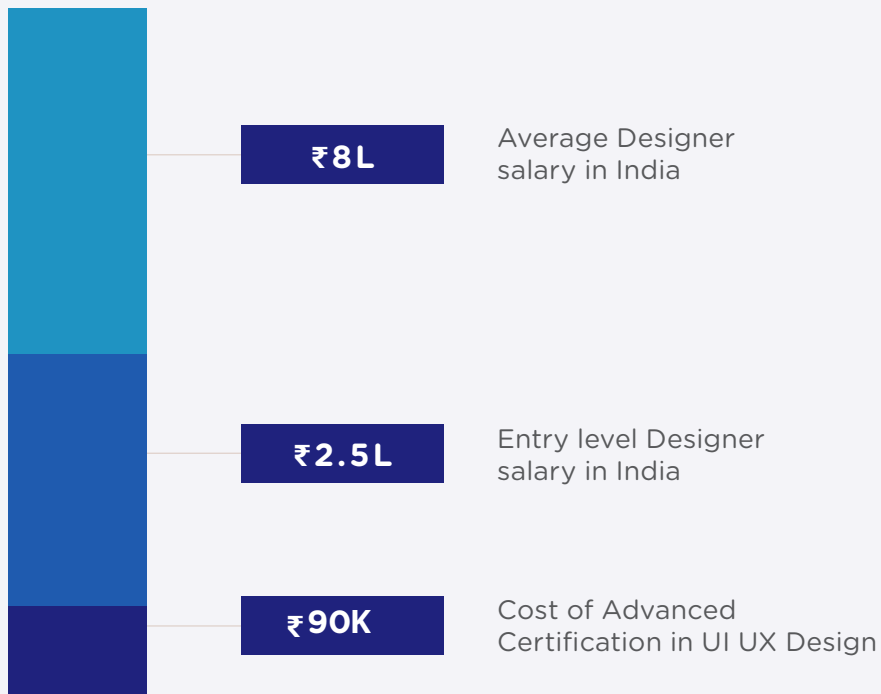 ₹8L
Average Designer
salary in India
₹2.5L
Entry level Designer
salary in India
₹90K
Cost of Advanced
Certification in UI UX Design